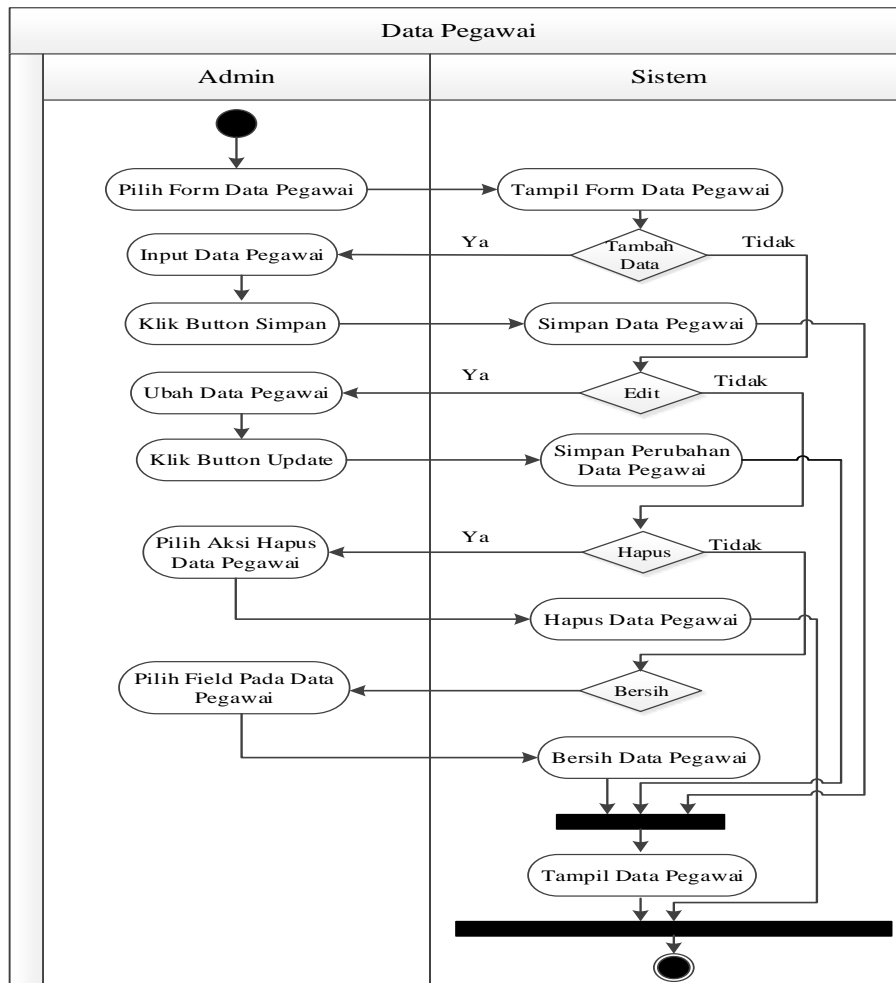 Data Pegawai
Admin
Sistem
Pilih Form Data Pegawai
Tampil Form Data Pegawai
Ya
Tambah
Data
Tidak
Input Data Pegawai
Klik Button Simpan
Simpan Data Pegawai
Ya
Edit
Tidak
Ubah Data Pegawai
Klik Button Update
Simpan Perubahan
Data Pegawai
Pilih Aksi Hapus
Data Pegawai
Ya
Hapus
Tidak
Hapus Data Pegawai
Pilih Field Pada Data
Pegawai
Bersih
Bersih Data Pegawai
Tampil Data Pegawai